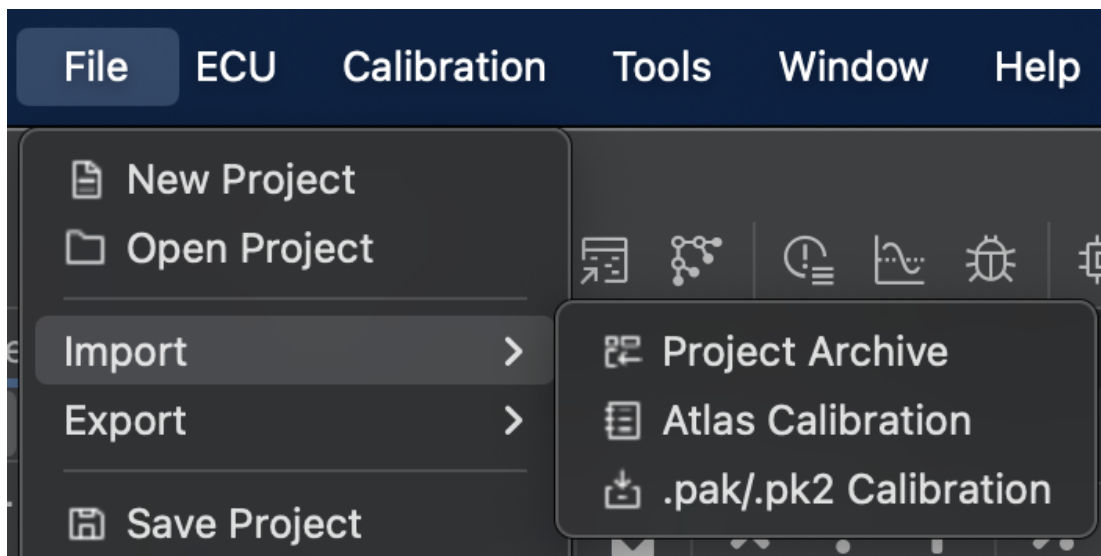 File ECU Calibration Tools Window Help
New Project
Open Project
Import
Export
Save Project
Project Archive
Atlas Calibration
.pak/.pk2 Calibration